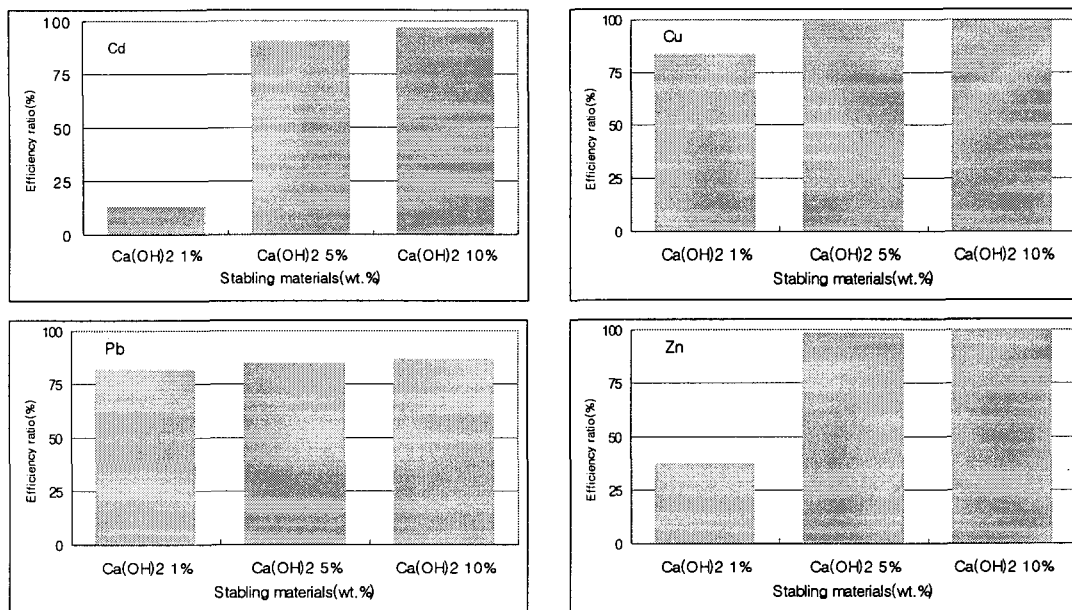 Cd
Efficiency ratio(%)
100
75
50
25
0
Ca(OH)2 1% Ca(OH)2 5% Ca(OH)2 10%
Stabling materials(wt.%)
Cu
Efficiency ratio(%)
100
75
50
25
0
Ca(OH)2 1% Ca(OH)2 5% Ca(OH)2 10%
Stabling materials(wt.%)
Pb
Efficiency ratio(%)
100
75
50
25
0
Ca(OH)2 1% Ca(OH)2 5% Ca(OH)2 10%
Stabling materials(wt.%)
Zn
Efficiency ratio(%)
100
75
50
25
0
Ca(OH)2 1% Ca(OH)2 5% Ca(OH)2 10%
Stabling materials(wt.%)